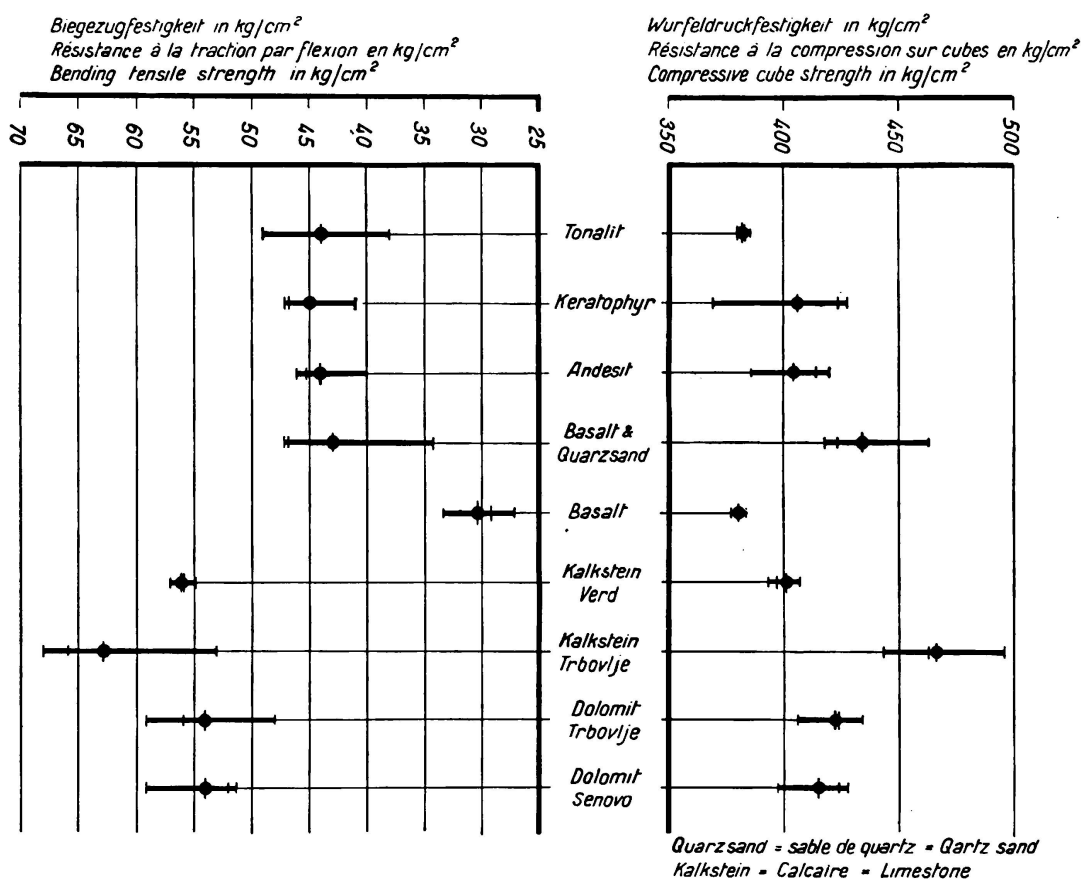 Biegezugfestigkeit in kg/cm²
Résistance à la traction par flexion en kg/cm²
Bending tensile strength in kg/cm²
70 65 60 55 50 45 4, 35 30 25
Wurfeldruckfestigkeit in kg/cm²
Résistance à la compression sur cubes en kg/cm²
Compressive cube strength in kg/cm²
350 400 450 500
Tonalit
Keratophyr
Andesit
Basalt &
Quarzsand
Basalt
Kalkstein
Verd
Kalkstein
Trbovlje
Dolomit
Trbovlje
Dolomit
Senovo
Quarzsand = sable de quartz = Qartz sand
Kalkstein = Calcaire = Limestone